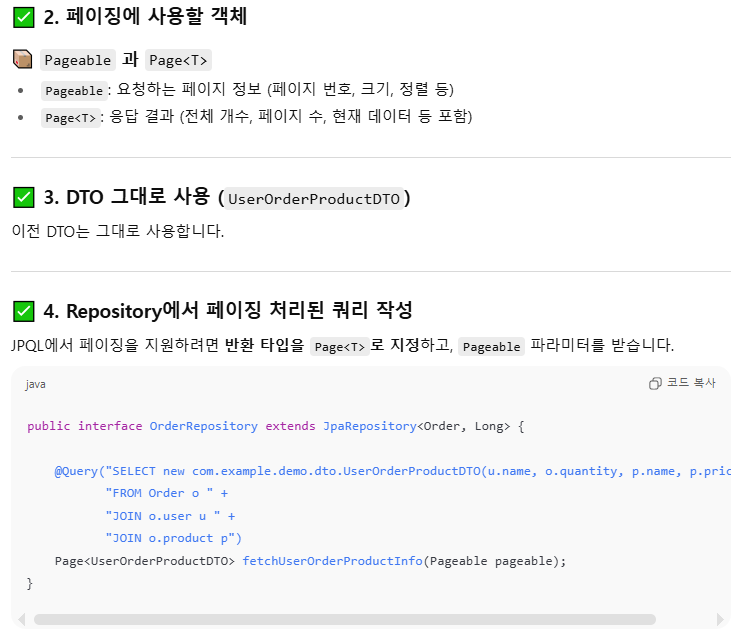 ✅ 2. 페이징에 사용할 객체
📦 Pageable 과 Page<T>
• Pageable: 요청하는 페이지 정보 (페이지 번호, 크기, 정렬 등)
• Page<T>: 응답 결과 (전체 개수, 페이지 수, 현재 데이터 등 포함)
✅ 3. DTO 그대로 사용 (UserOrderProductDTO)
이전 DTO는 그대로 사용합니다.
✅ 4. Repository에서 페이징 처리된 쿼리 작성
JPQL에서 페이징을 지원하려면 반환 타입을 Page<T>로 지정하고, Pageable 파라미터를 받습니다.
java
코드 복사
public interface OrderRepository extends JpaRepository<Order, Long> {
@Query("SELECT new com.example.demo.dto.UserOrderProductDTO(u.name, o.quantity, p.name, p.pric
"FROM Order o " +
"JOIN o.user u " +
"JOIN o.product p")
Page<UserOrderProductDTO> fetchUserOrderProductInfo(Pageable pageable);
}